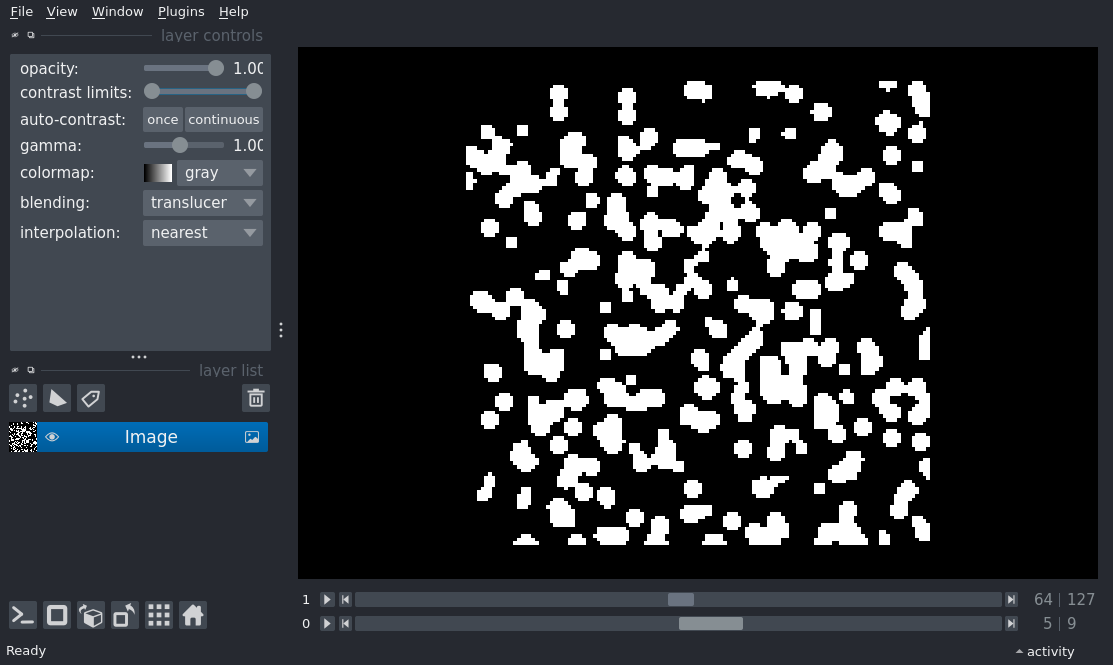 File View Window Plugins Help
layer controls
opacity: 1.00
contrast limits:
auto-contrast: once continuous
gamma: 1.00
colormap: gray
blending: translucer
interpolation: nearest
layer list
Image
1 64 | 127
0 5 | 9
Ready activity